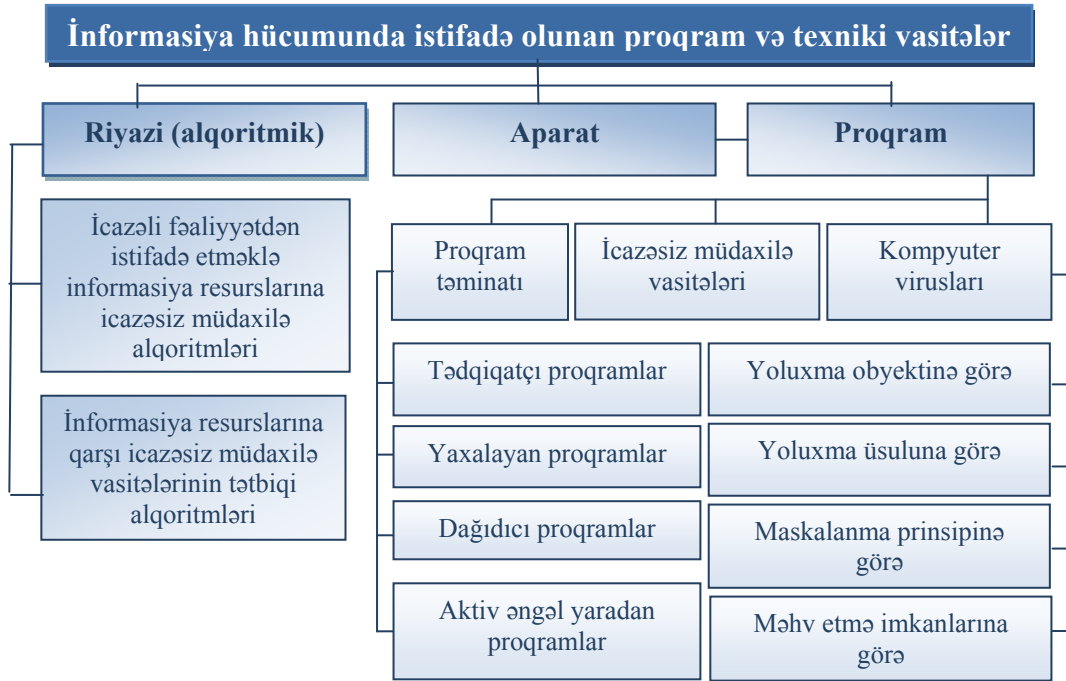 İnformasiya hücumunda istifadə olunan proqram və texniki vasitələr
Riyazi (alqoritmik)
Aparat
Proqram
İcazəli fəaliyyətdən
istifadə etməklə
informasiya resurslarına
icazəsiz müdaxilə
alqoritmləri
İnformasiya resurslarına
qarşı icazəsiz müdaxilə
vasitələrinin tətbiqi
alqoritmləri
Proqram
təminatı
İcazəsiz müdaxilə
vasitələri
Kompyuter
virusları
Tədqiqatçı proqramlar
Yaxalayan proqramlar
Dağıdıcı proqramlar
Aktiv əngəl yaradan
proqramlar
Yoluxma obyektinə görə
Yoluxma üsuluna görə
Maskalanma prinsipinə
görə
Məhv etmə imkanlarına
görə